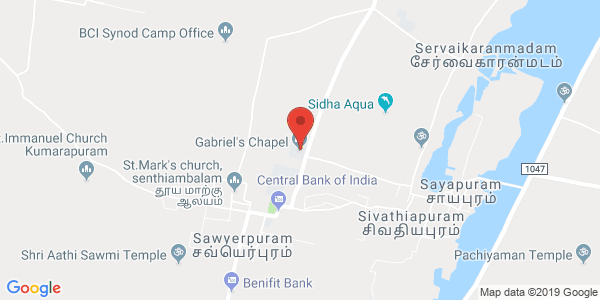 BCI Synod Camp Office
Servaikaranmadam
சேர்வைகாரன்மடம்
Sidha Aqua
Gabriel's Chapel
t.Immanuel Church
Kumarapuram
St.Mark's church,
senthiambalam
தூய மாற்கு
ஆலயம்
Central Bank of India
1047
Sayapuram
சாயபுரம்
Sivathiapuram
சிவதியபுரம்
Sawyerpuram
சவ்யெர்புரம்
Shri Aathi Sawmi Temple
Pachiyaman Temple
Benifit Bank
Google
Map data ©2019 Google